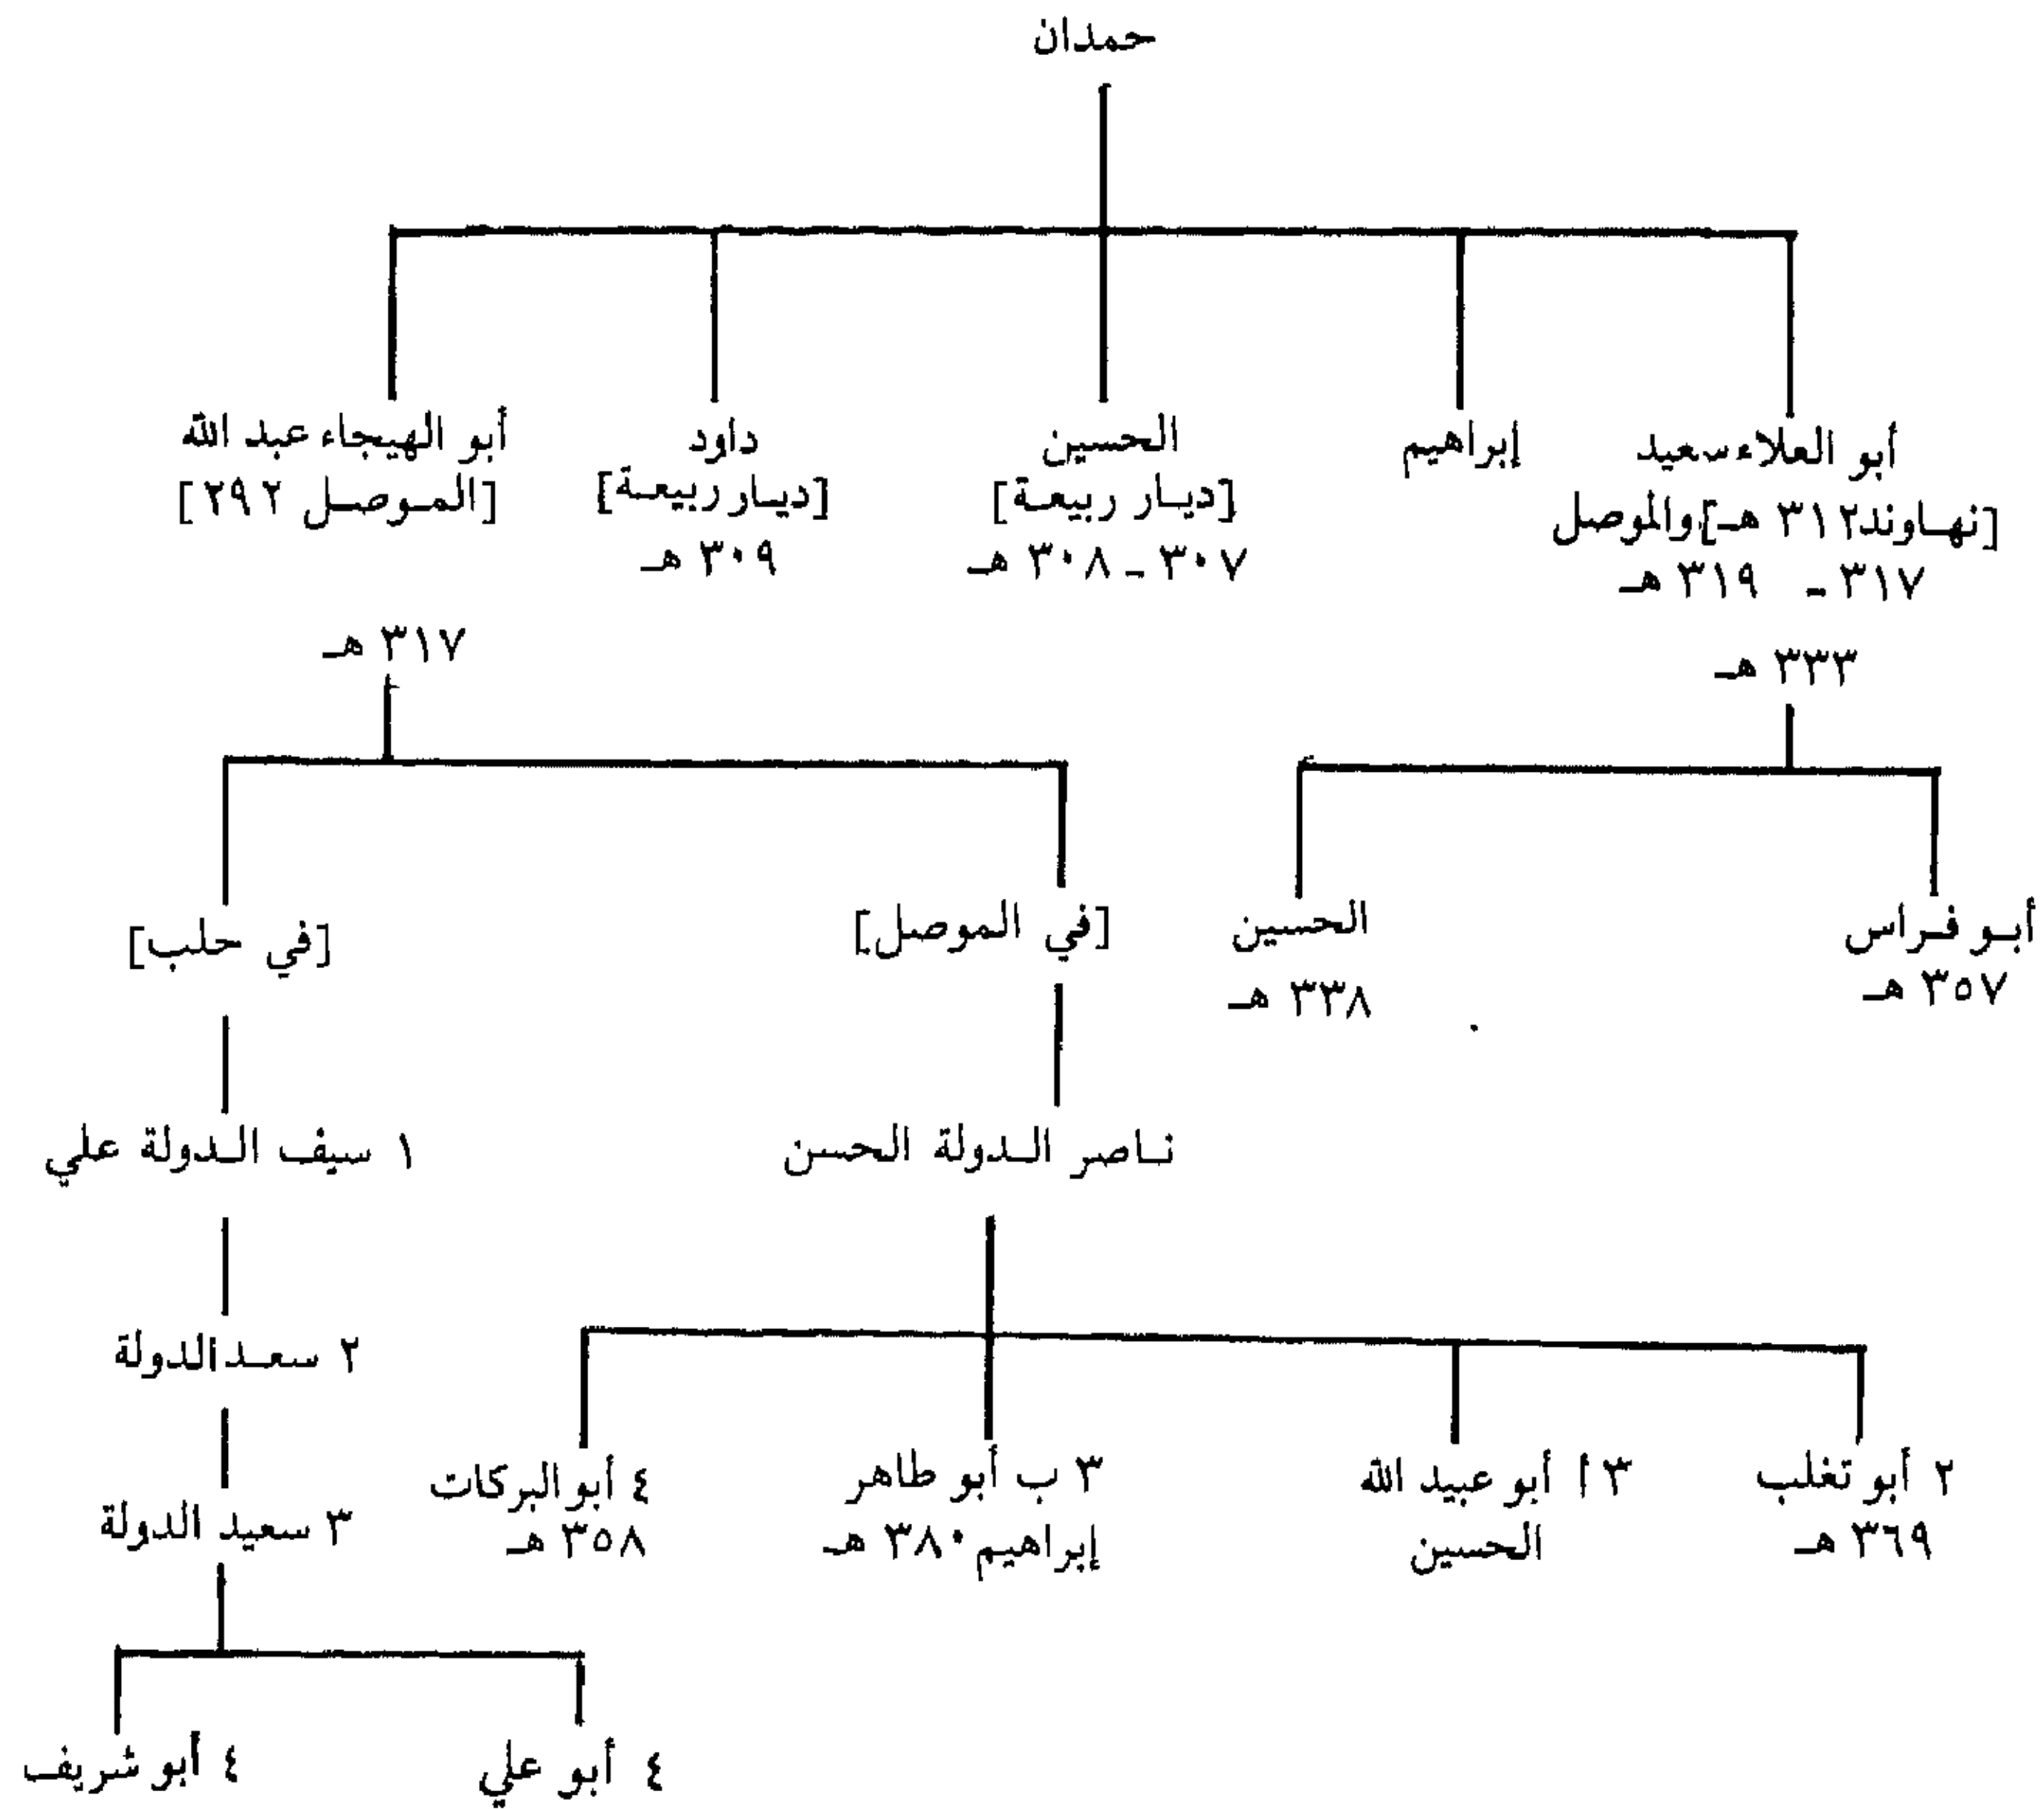 حمدان
أبو العلاء سعيد
[نهاوند ٣١٢ هـ] والموصل
٣١٧ - ٣١٩ هـ
٣٣٣ هـ
إبراهيم
الحسين
[ديار ربيعة]
٣٠٧ - ٣٠٨ هـ
داود
[ديار ربيعة]
٣٠٩ هـ
أبو الهيجاء عبد الله
[الموصل ٢٩٢]
٣١٧ هـ
أبو فراس
٣٥٧ هـ
الحسين
٣٣٨ هـ
[في الموصل]
[في حلب]
ناصر الدولة الحسن
١ سيف الدولة علي
٢ سعد الدولة
٢ أبو تغلب
٣٦٩ هـ
٣ أ أبو عبيد الله
الحسين
٣ ب أبو طاهر
إبراهيم ٣٨٠ هـ
٤ أبو البركات
٣٥٨ هـ
٣ سعيد الدولة
٤ أبو علي
٤ أبو شريف